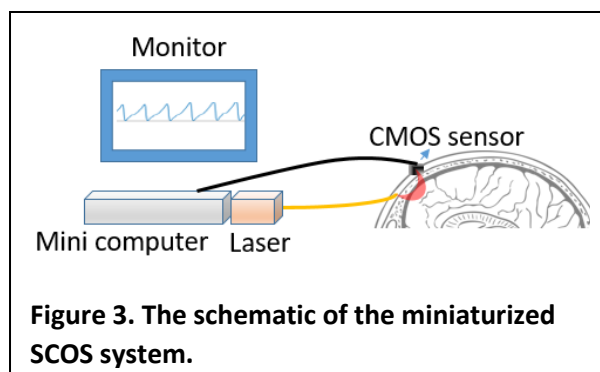 Monitor
CMOS sensor
Mini computer
Laser
Figure 3. The schematic of the miniaturized
SCOS system.